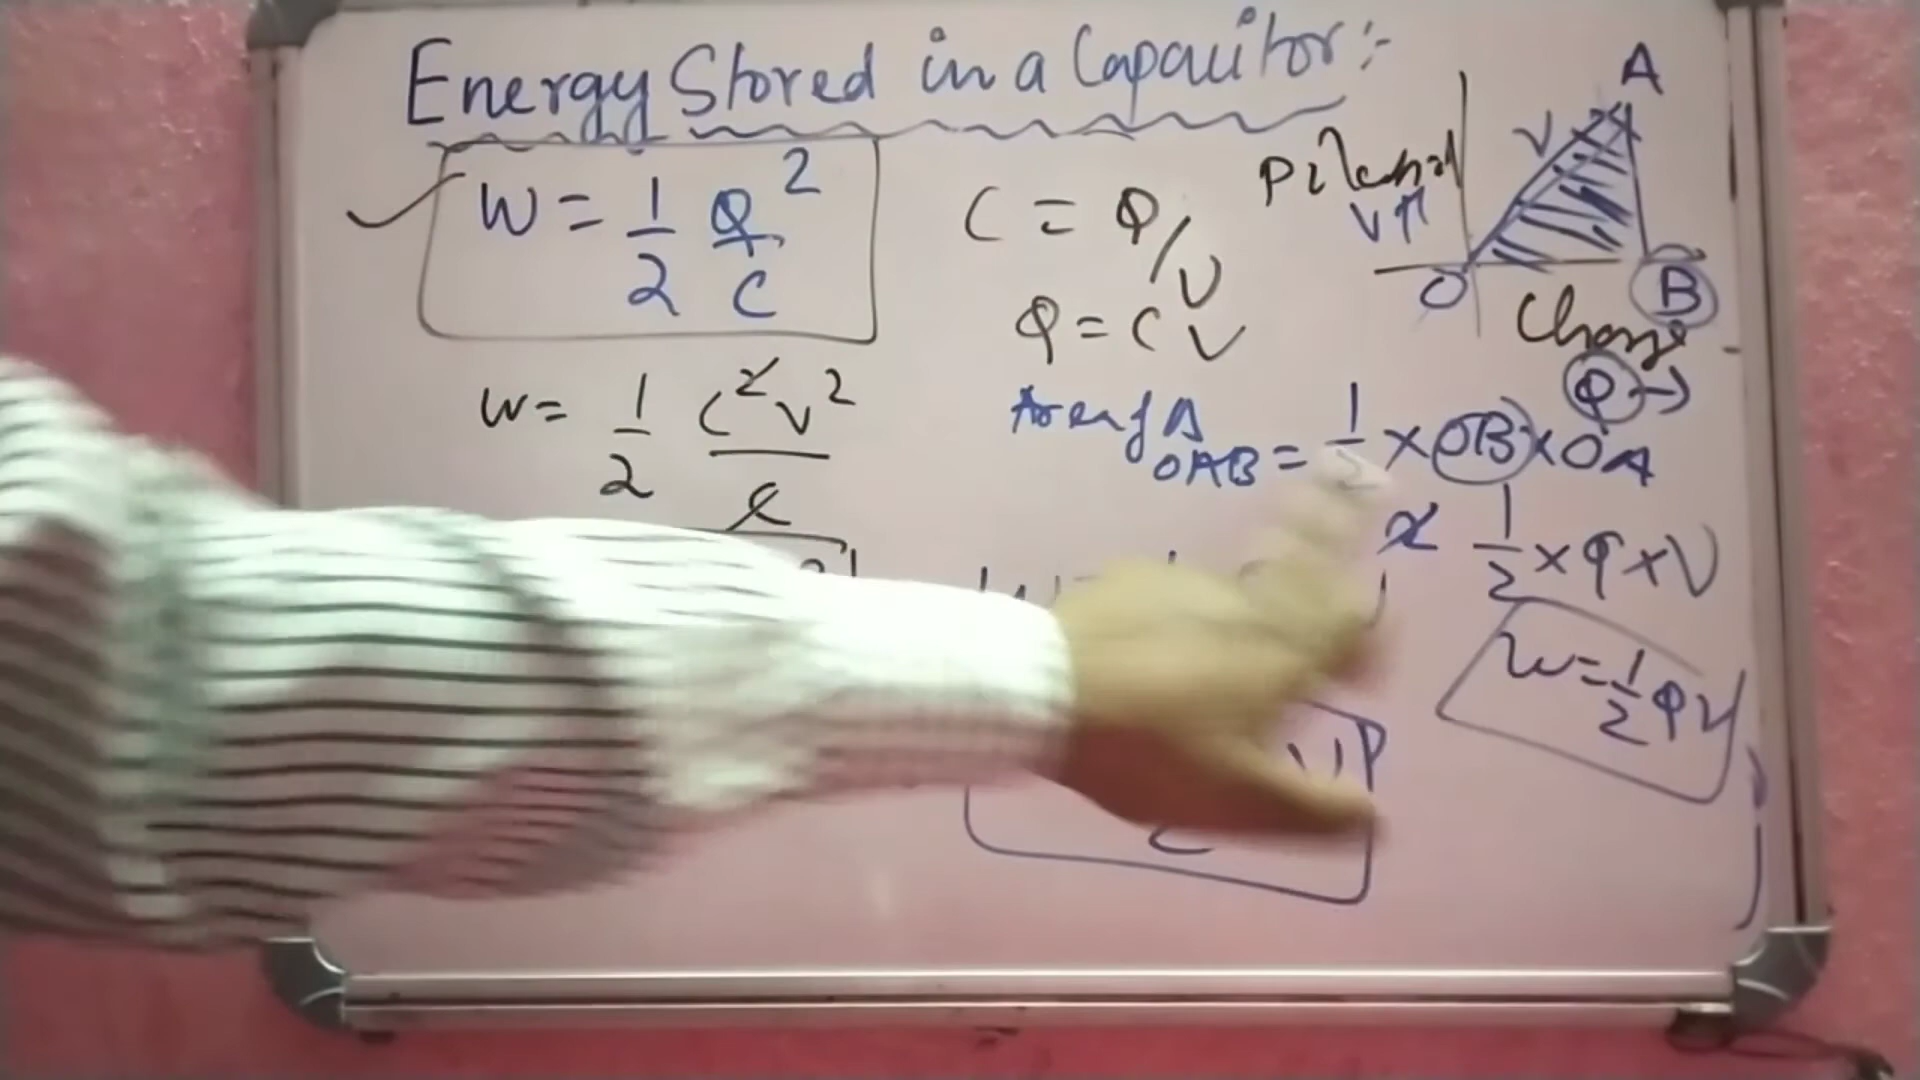 Energy Stored in a Capacitor:-
W = 1/2 Q²/C
C = Q/V
Q = CV
W = 1/2 C²V²/C
A
V
V↑
O
B
Charge
Q →
Area of Δ OAB = 1/2 × OB × OA
1/2 × Q × V
W = 1/2 QV